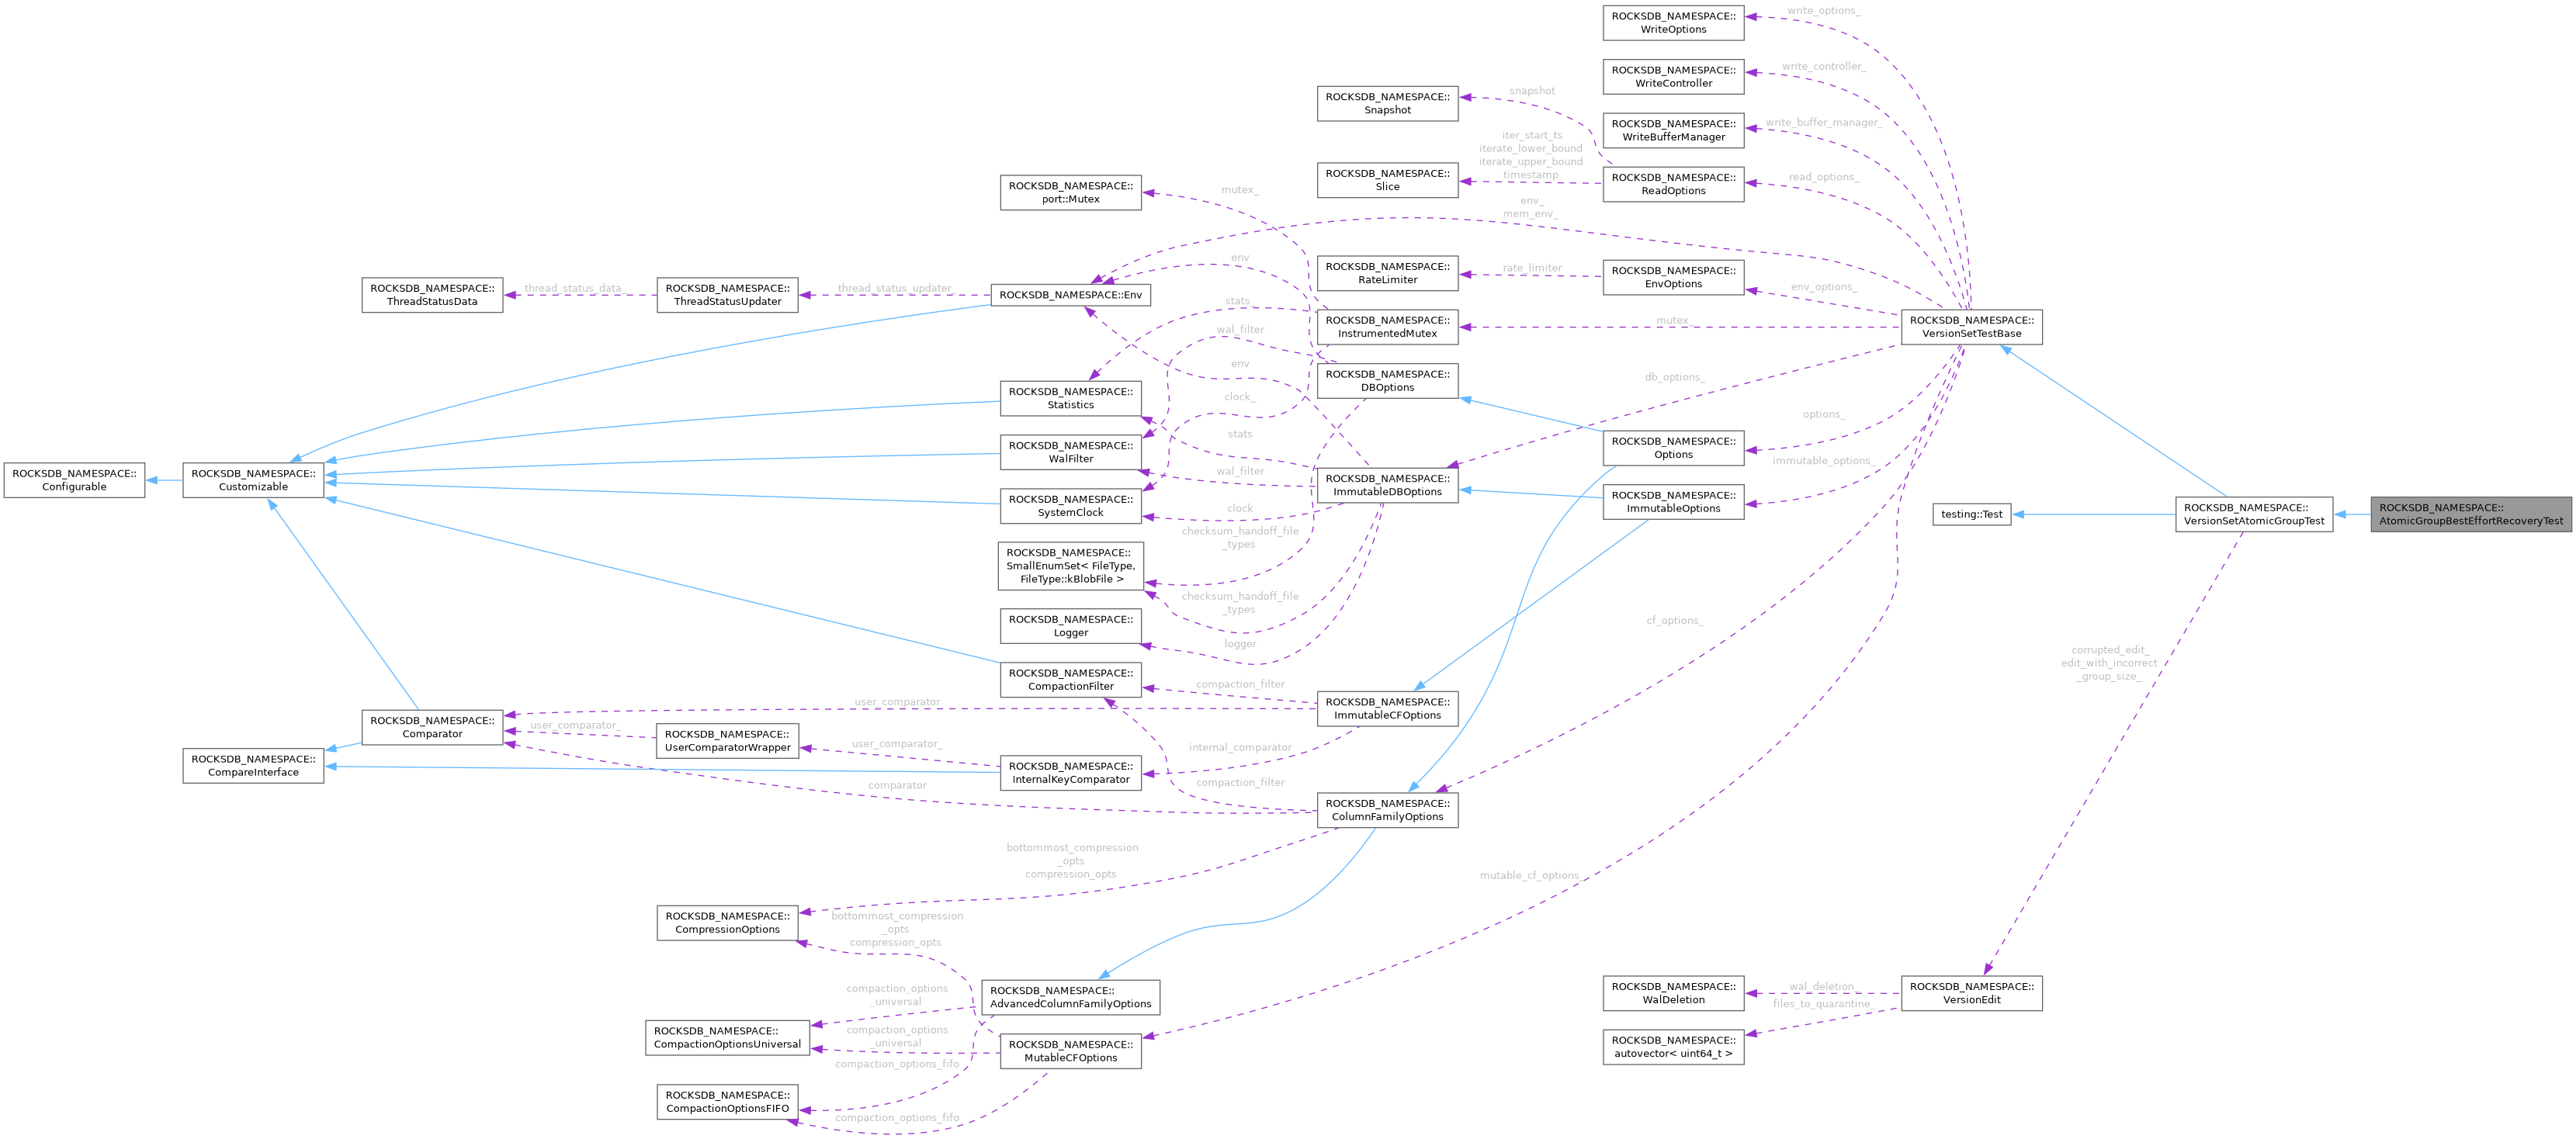 ROCKSDB_NAMESPACE::
WriteOptions
write_options_
ROCKSDB_NAMESPACE::
WriteController
write_controller_
ROCKSDB_NAMESPACE::
Snapshot
snapshot
ROCKSDB_NAMESPACE::
WriteBufferManager
write_buffer_manager_
iter_start_ts
iterate_lower_bound
iterate_upper_bound
timestamp
ROCKSDB_NAMESPACE::
Slice
ROCKSDB_NAMESPACE::
ReadOptions
read_options_
ROCKSDB_NAMESPACE::
port::Mutex
mutex_
env_
mem_env_
ROCKSDB_NAMESPACE::
RateLimiter
rate_limiter
ROCKSDB_NAMESPACE::
EnvOptions
env_options_
env
ROCKSDB_NAMESPACE::
ThreadStatusData
thread_status_data_
ROCKSDB_NAMESPACE::
ThreadStatusUpdater
thread_status_updater_
ROCKSDB_NAMESPACE::Env
stats_
ROCKSDB_NAMESPACE::
InstrumentedMutex
mutex_
ROCKSDB_NAMESPACE::
VersionSetTestBase
wal_filter
env
ROCKSDB_NAMESPACE::
DBOptions
db_options_
ROCKSDB_NAMESPACE::
Statistics
clock_
options_
stats
ROCKSDB_NAMESPACE::
WalFilter
ROCKSDB_NAMESPACE::
Options
immutable_options_
ROCKSDB_NAMESPACE::
Configurable
ROCKSDB_NAMESPACE::
Customizable
wal_filter
ROCKSDB_NAMESPACE::
ImmutableDBOptions
ROCKSDB_NAMESPACE::
ImmutableOptions
ROCKSDB_NAMESPACE::
SystemClock
clock
testing::Test
ROCKSDB_NAMESPACE::
VersionSetAtomicGroupTest
ROCKSDB_NAMESPACE::
AtomicGroupBestEffortRecoveryTest
checksum_handoff_file
_types
ROCKSDB_NAMESPACE::
SmallEnumSet< FileType,
FileType::kBlobFile >
checksum_handoff_file
_types
ROCKSDB_NAMESPACE::
Logger
logger
cf_options_
corrupted_edit_
edit_with_incorrect
_group_size_
ROCKSDB_NAMESPACE::
CompactionFilter
compaction_filter
user_comparator
ROCKSDB_NAMESPACE::
ImmutableCFOptions
ROCKSDB_NAMESPACE::
Comparator
user_comparator_
ROCKSDB_NAMESPACE::
UserComparatorWrapper
user_comparator_
internal_comparator
ROCKSDB_NAMESPACE::
CompareInterface
ROCKSDB_NAMESPACE::
InternalKeyComparator
comparator
compaction_filter
ROCKSDB_NAMESPACE::
ColumnFamilyOptions
bottommost_compression
_opts
compression_opts
mutable_cf_options_
ROCKSDB_NAMESPACE::
CompressionOptions
bottommost_compression
_opts
compression_opts
compaction_options
_universal
ROCKSDB_NAMESPACE::
AdvancedColumnFamilyOptions
ROCKSDB_NAMESPACE::
WalDeletion
wal_deletion_
files_to_quarantine_
ROCKSDB_NAMESPACE::
VersionEdit
ROCKSDB_NAMESPACE::
CompactionOptionsUniversal
compaction_options
_universal
compaction_options_fifo
ROCKSDB_NAMESPACE::
MutableCFOptions
ROCKSDB_NAMESPACE::
autovector< uint64_t >
ROCKSDB_NAMESPACE::
CompactionOptionsFIFO
compaction_options_fifo